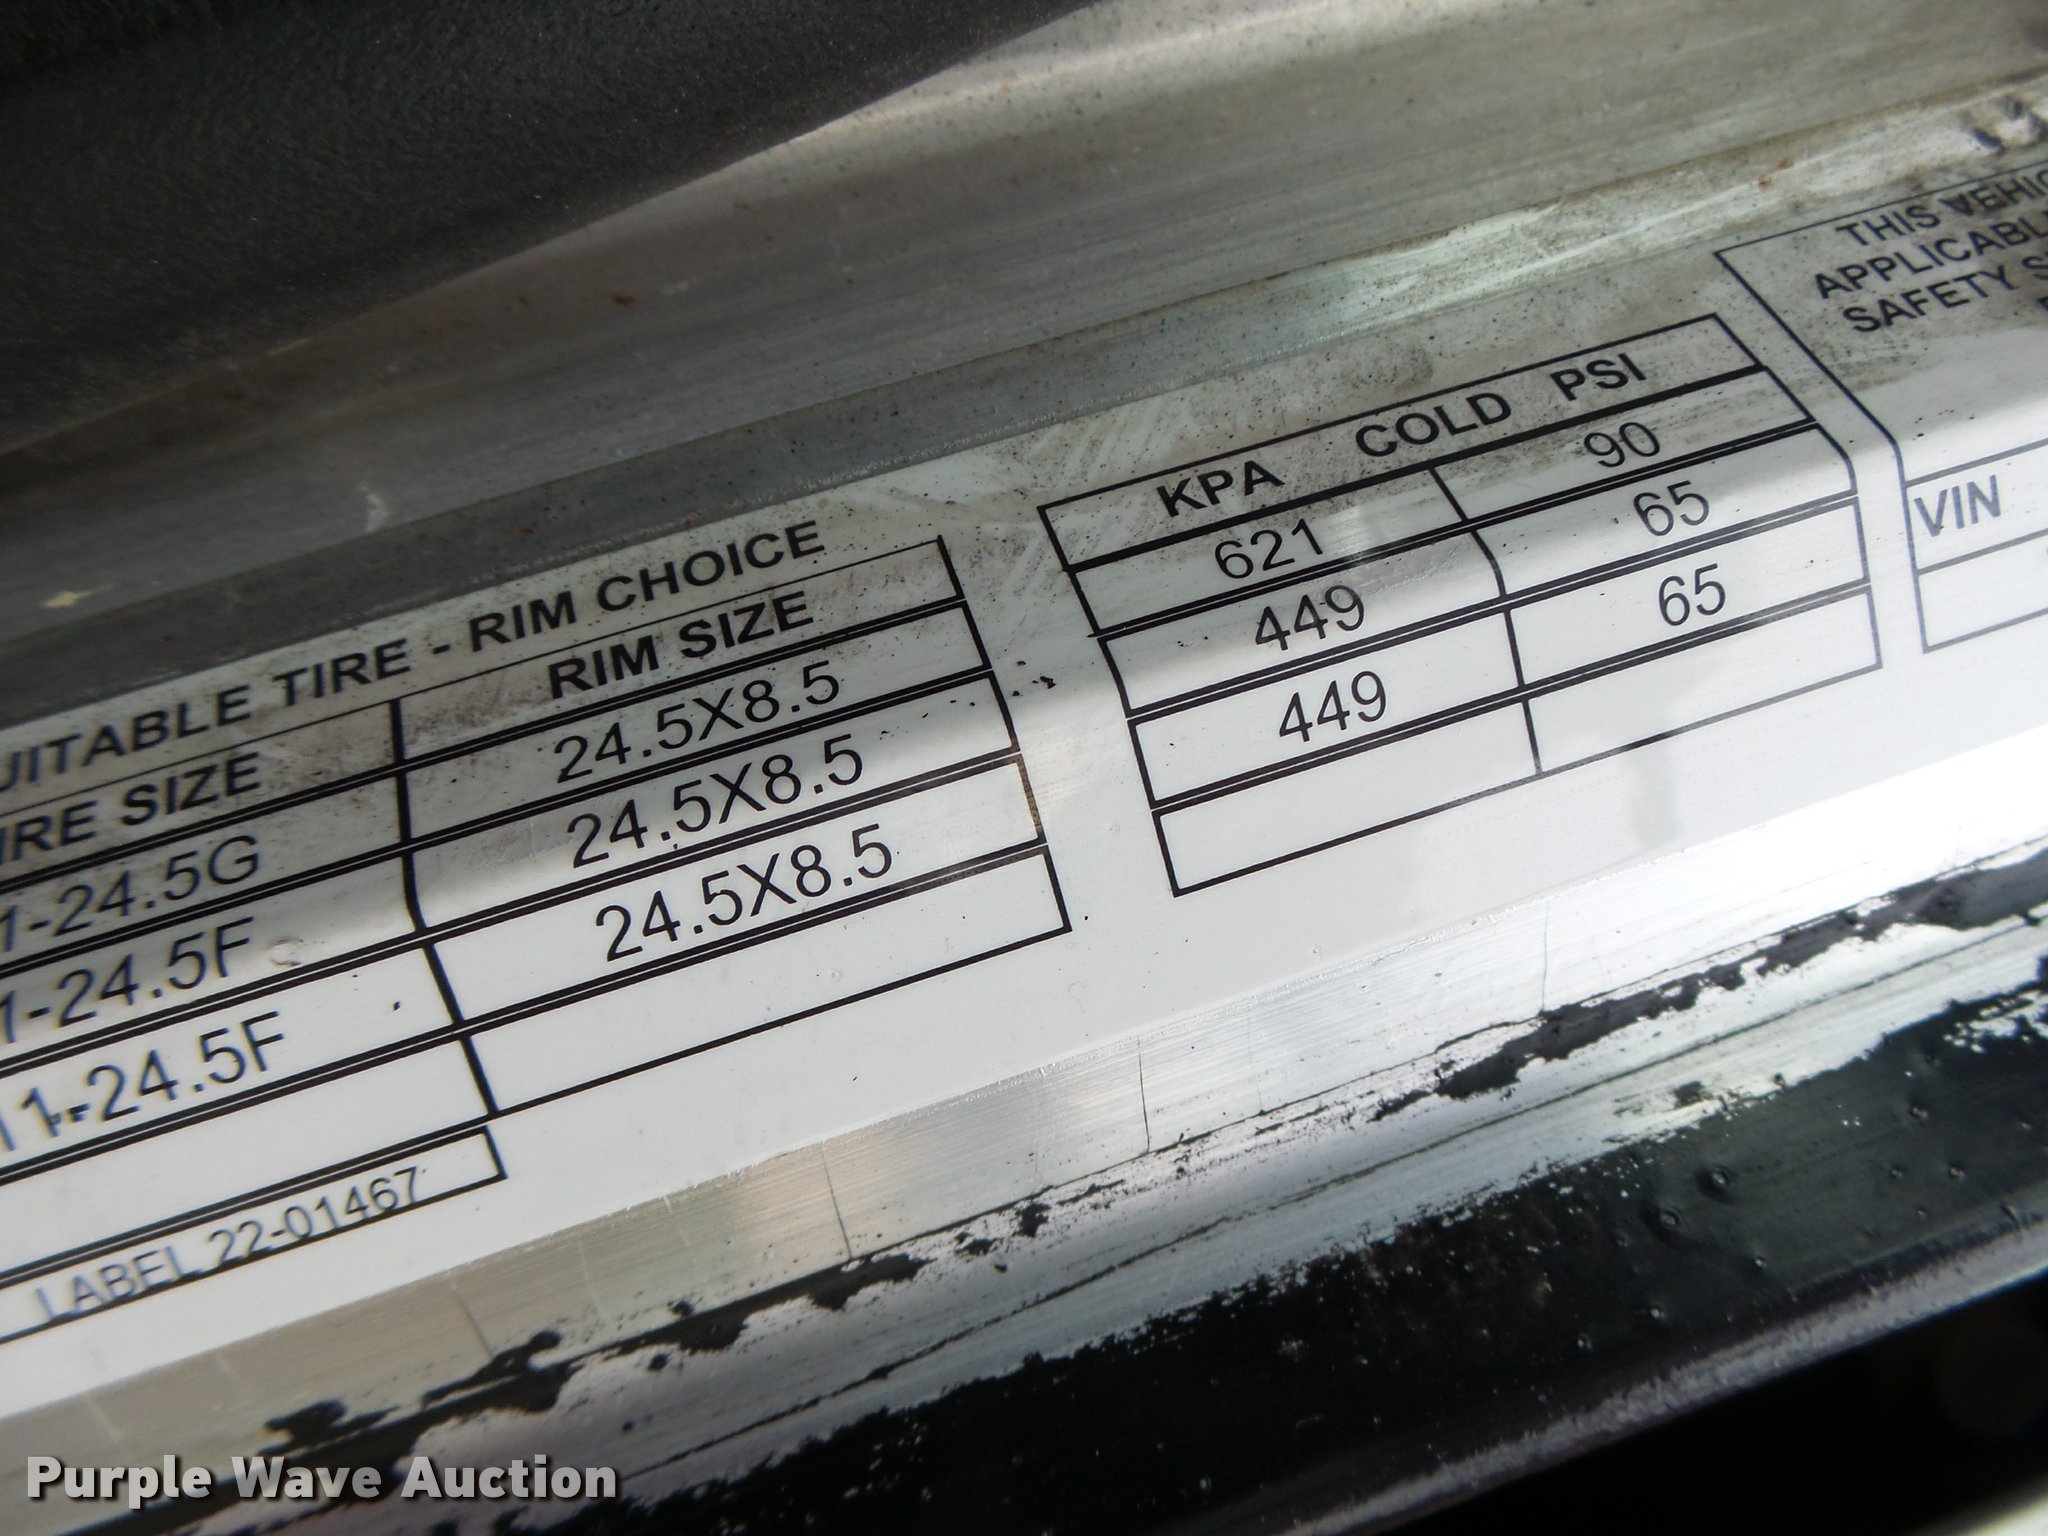 UITABLE TIRE - RIM CHOICE
IRE SIZE RIM SIZE
1-24.5G 24.5X8.5
1-24.5F 24.5X8.5
11-24.5F 24.5X8.5
LABEL 22-01467
KPA COLD PSI
621 90
449 65
449 65
THIS VEHIC
APPLICABL
SAFETY S
VIN
Purple Wave Auction